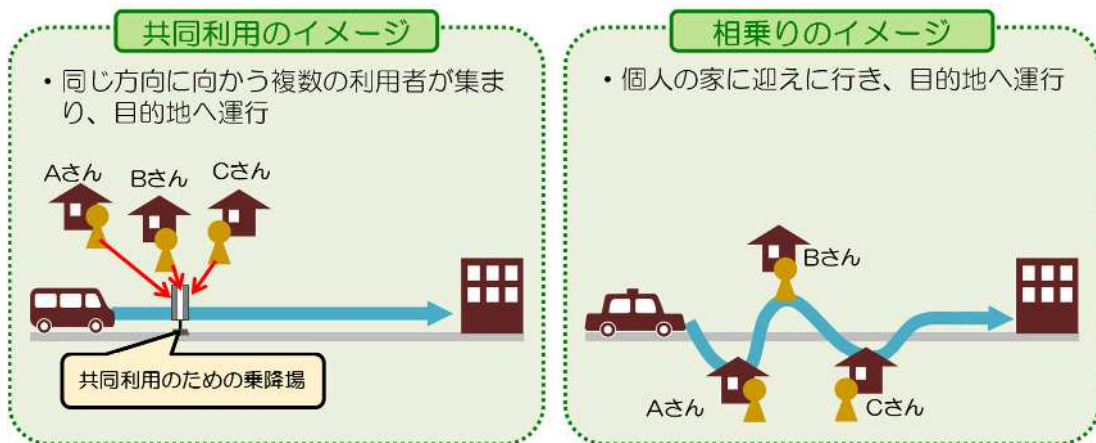 共同利用のイメージ
・同じ方向に向かう複数の利用者が集ま
り、目的地へ運行
Aさん
Bさん
Cさん
共同利用のための乗降場
相乗りのイメージ
・個人の家に迎えに行き、目的地へ運行
Bさん
Aさん
Cさん